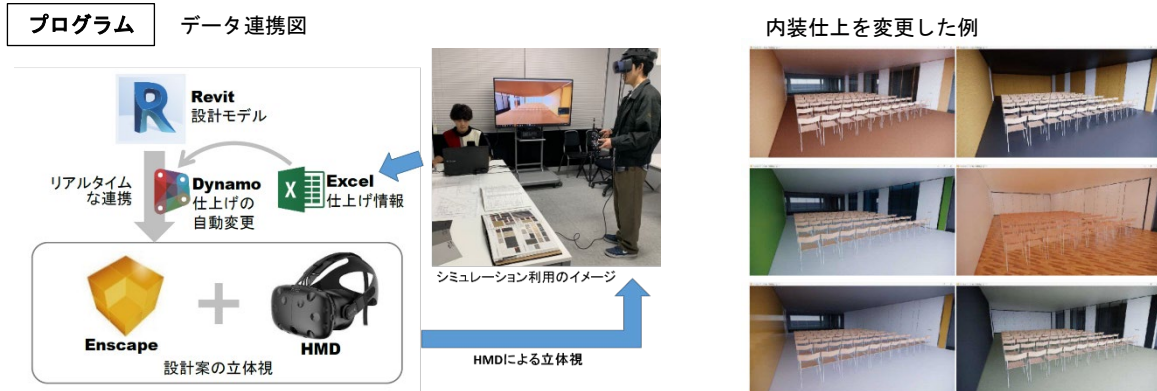 プログラム
データ連携図
内装仕上を変更した例
Revit
設計モデル
リアルタイム
な連携
Dynamo
仕上げの
自動変更
Excel
仕上げ情報
シミュレーション利用のイメージ
Enscape
HMD
設計案の立体視
HMDによる立体視